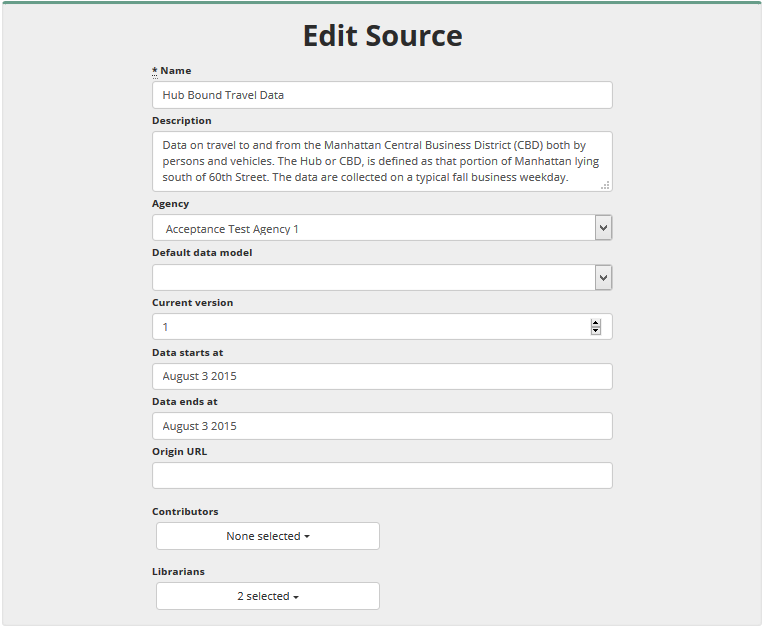 Edit Source
* Name
Hub Bound Travel Data
Description
Data on travel to and from the Manhattan Central Business District (CBD) both by
persons and vehicles. The Hub or CBD, is defined as that portion of Manhattan lying
south of 60th Street. The data are collected on a typical fall business weekday.
Agency
Acceptance Test Agency 1
Default data model
Current version
1
Data starts at
August 3 2015
Data ends at
August 3 2015
Origin URL
Contributors
None selected
Librarians
2 selected